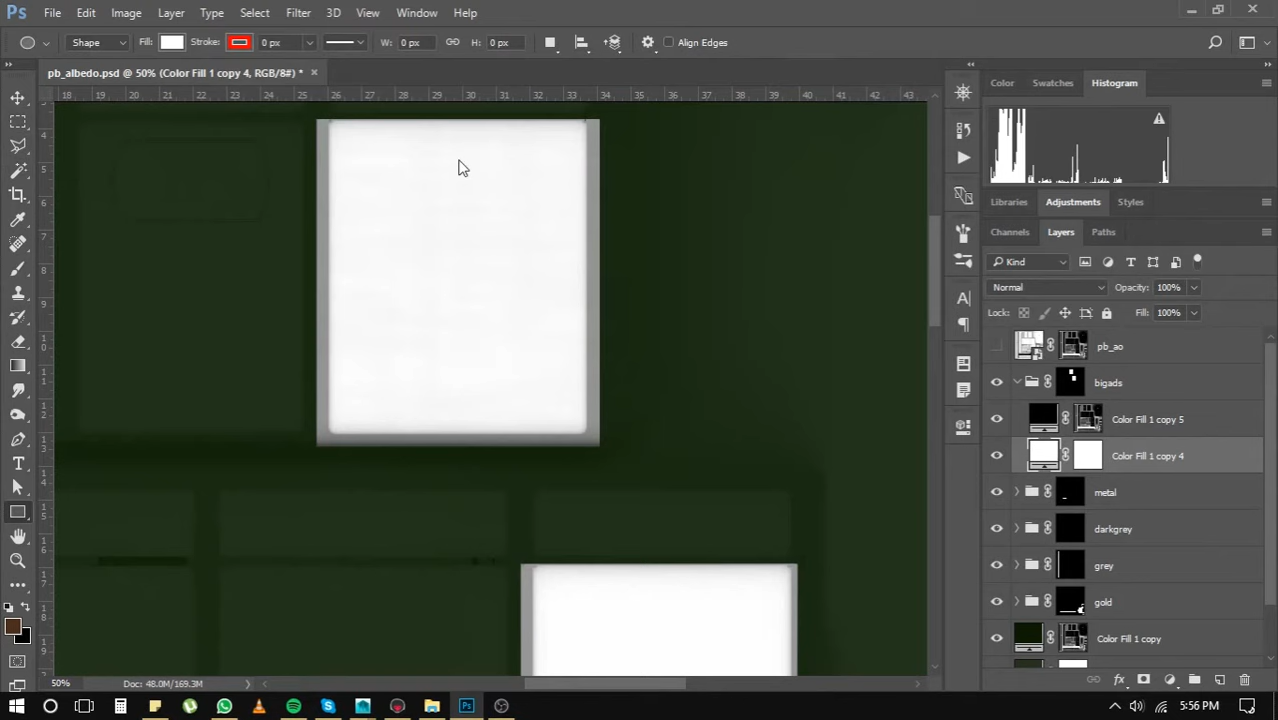 Ps File Edit Image Layer Type Select Filter 3D View Window Help
Shape Fill: Stroke: 0 px W: 0 px H: 0 px Align Edges
pb_albedo.psd @ 50% (Color Fill 1 copy 4, RGB/8#) *
Color Swatches Histogram
18 19 20 21 22 23 24 25 26 27 28 29 30 31 32 33 34 35 36 37 38 39 40 41 42 43
Libraries Adjustments Styles
Channels Layers Paths
Kind
Normal Opacity: 100%
Lock: Fill: 100%
pb_ao
bigads
Color Fill 1 copy 5
Color Fill 1 copy 4
metal
darkgrey
grey
gold
Color Fill 1 copy
50% Doc: 48.0M/169.3M
5:56 PM